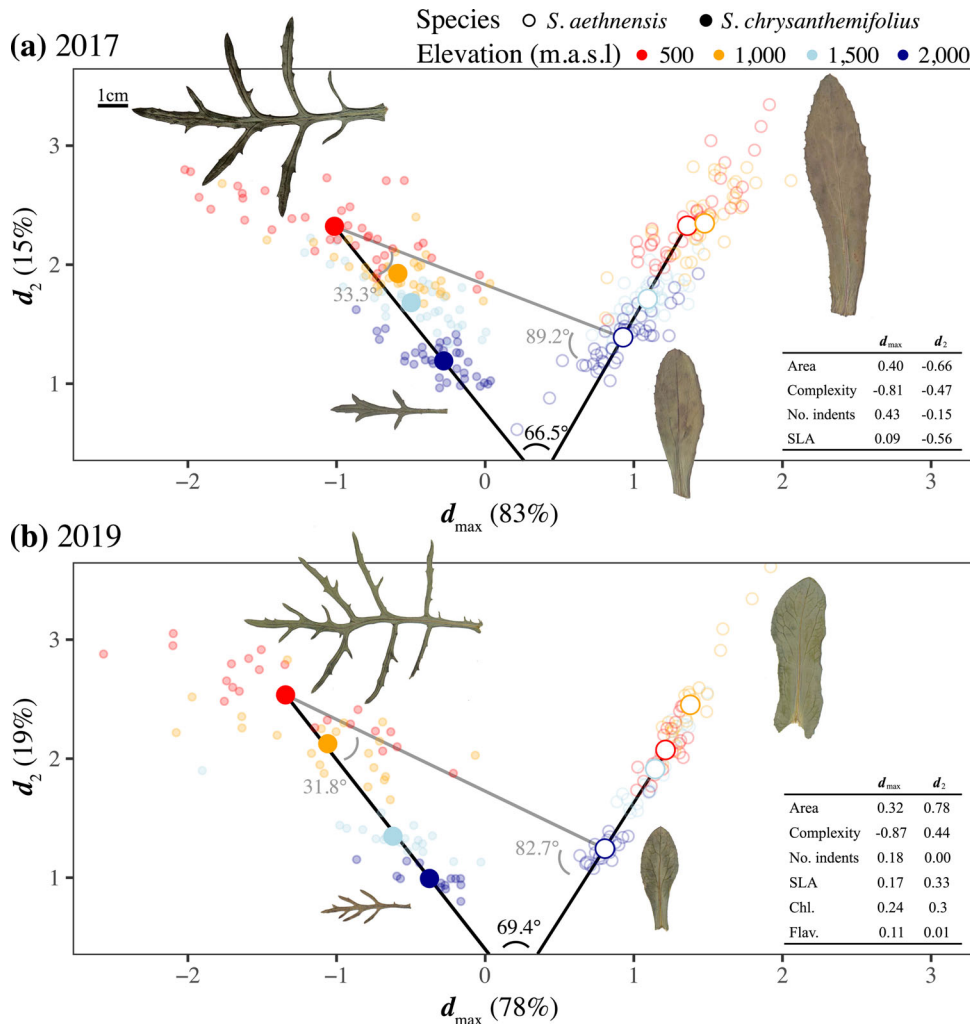 Species S. aethnensis S. chrysanthemifolius
(a) 2017
Elevation (m.a.s.l) 500 1,000 1,500 2,000
1cm
3
2
1
d2 (15%)
33.3°
89.2°
66.5°
dmax d2
Area 0.40 -0.66
Complexity -0.81 -0.47
No. indents 0.43 -0.15
SLA 0.09 -0.56
−2 −1 0 1 2 3
dmax (83%)
(b) 2019
3
2
1
d2 (19%)
31.8°
82.7°
69.4°
dmax d2
Area 0.32 0.78
Complexity -0.87 0.44
No. indents 0.18 0.00
SLA 0.17 0.33
Chl. 0.24 0.3
Flav. 0.11 0.01
−2 −1 0 1 2 3
dmax (78%)